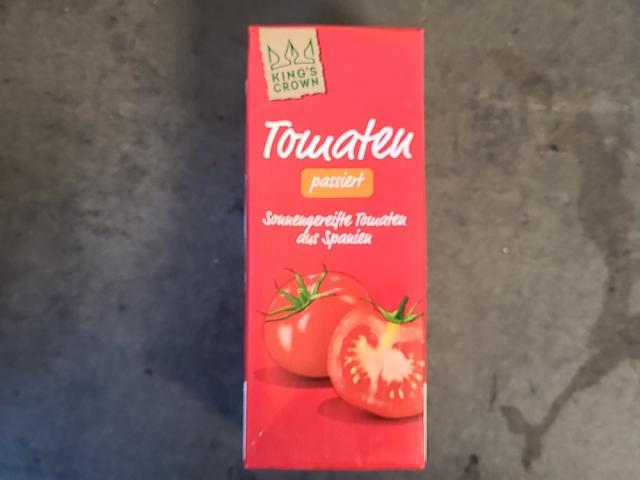 KING'S
CROWN
Tomaten
passiert
Sonnengereifte Tomaten
aus Spanien